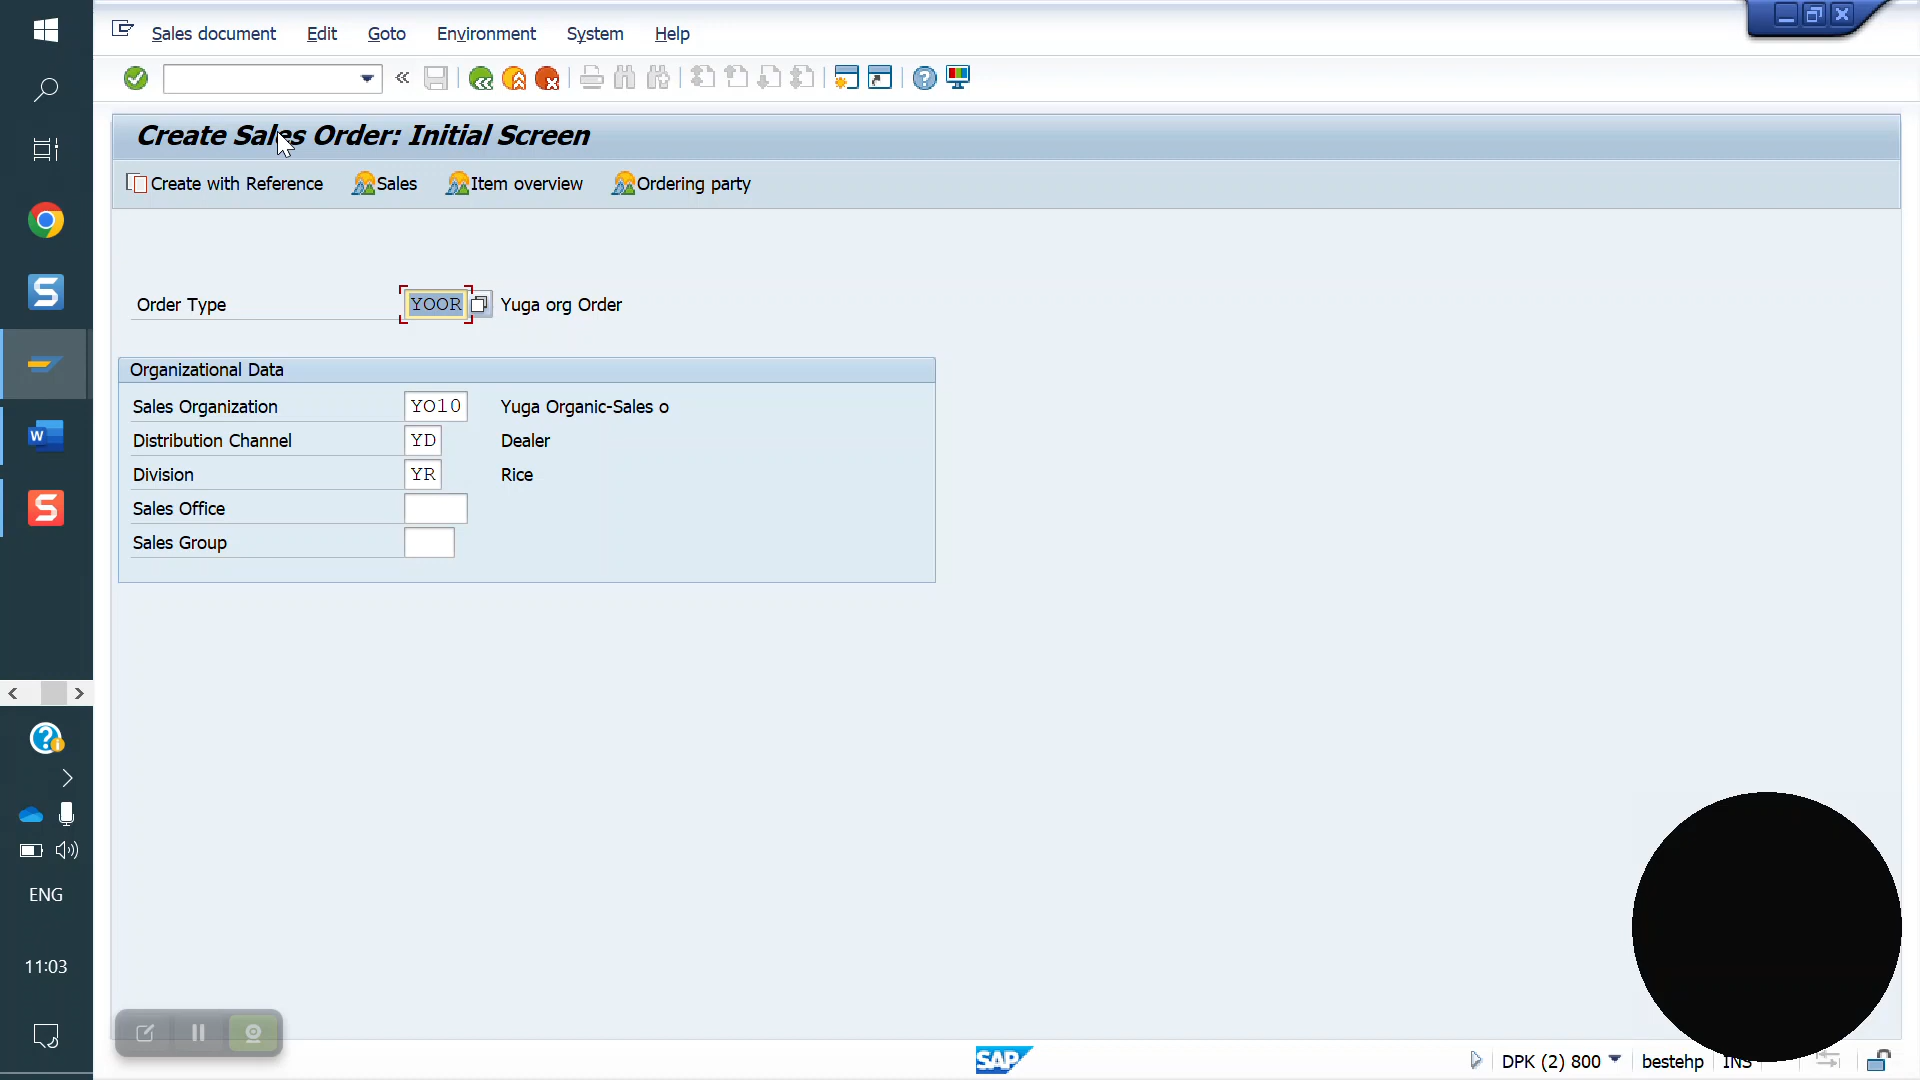 Sales document Edit Goto Environment System Help
Create Sales Order: Initial Screen
Create with Reference Sales Item overview Ordering party
Order Type YOOR Yuga org Order
Organizational Data
Sales Organization YO10 Yuga Organic-Sales o
Distribution Channel YD Dealer
Division YR Rice
Sales Office
Sales Group
ENG
11:03
SAP DPK (2) 800 bestehp INS